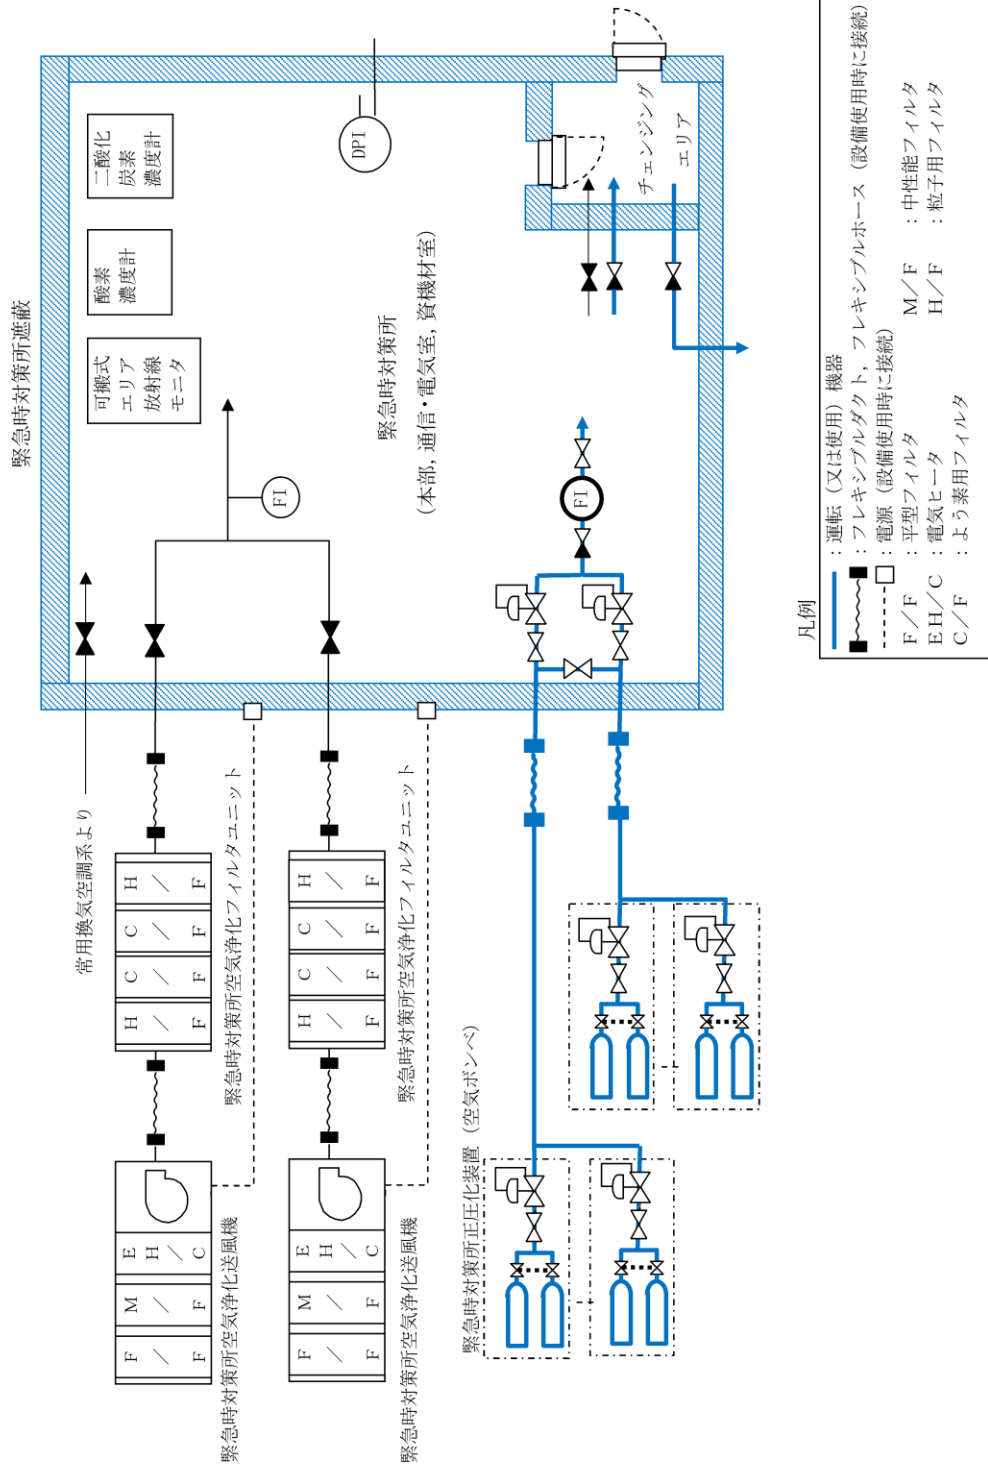 緊急時対策所遮蔽
二酸化
炭素
濃度計
酸素
濃度計
可搬式
エリア
放射線
モニタ
DPI
チェンジング
エリア
緊急時対策所
(本部, 通信・電気室, 資機材室)
FI
FI
常用換気空調系より
H/F
C/F
C/F
H/F
緊急時対策所空気浄化フィルタユニット
H/F
C/F
C/F
H/F
緊急時対策所空気浄化フィルタユニット
F/F
M/F
EH/C
緊急時対策所空気浄化送風機
F/F
M/F
EH/C
緊急時対策所空気浄化送風機
緊急時対策所正圧化装置 (空気ボンベ)
凡例
:運転 (又は使用) 機器
:フレキシブルダクト, フレキシブルホース (設備使用時に接続)
:電源 (設備使用時に接続)
F/F :平型フィルタ M/F :中性能フィルタ
EH/C :電気ヒータ H/F :粒子用フィルタ
C/F :よう素用フィルタ